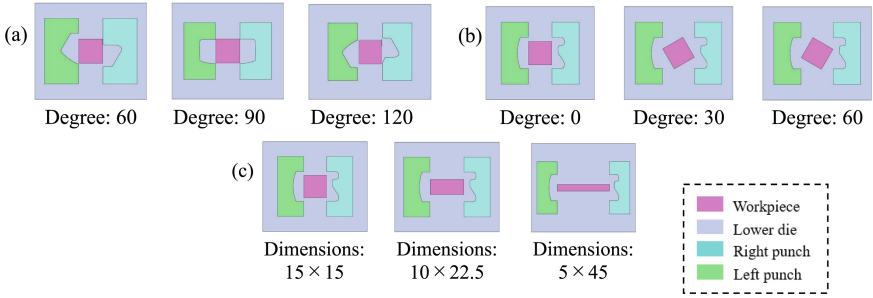 (a)
Degree: 60
Degree: 90
Degree: 120
(b)
Degree: 0
Degree: 30
Degree: 60
(c)
Dimensions:
15 × 15
Dimensions:
10 × 22.5
Dimensions:
5 × 45
Workpiece
Lower die
Right punch
Left punch